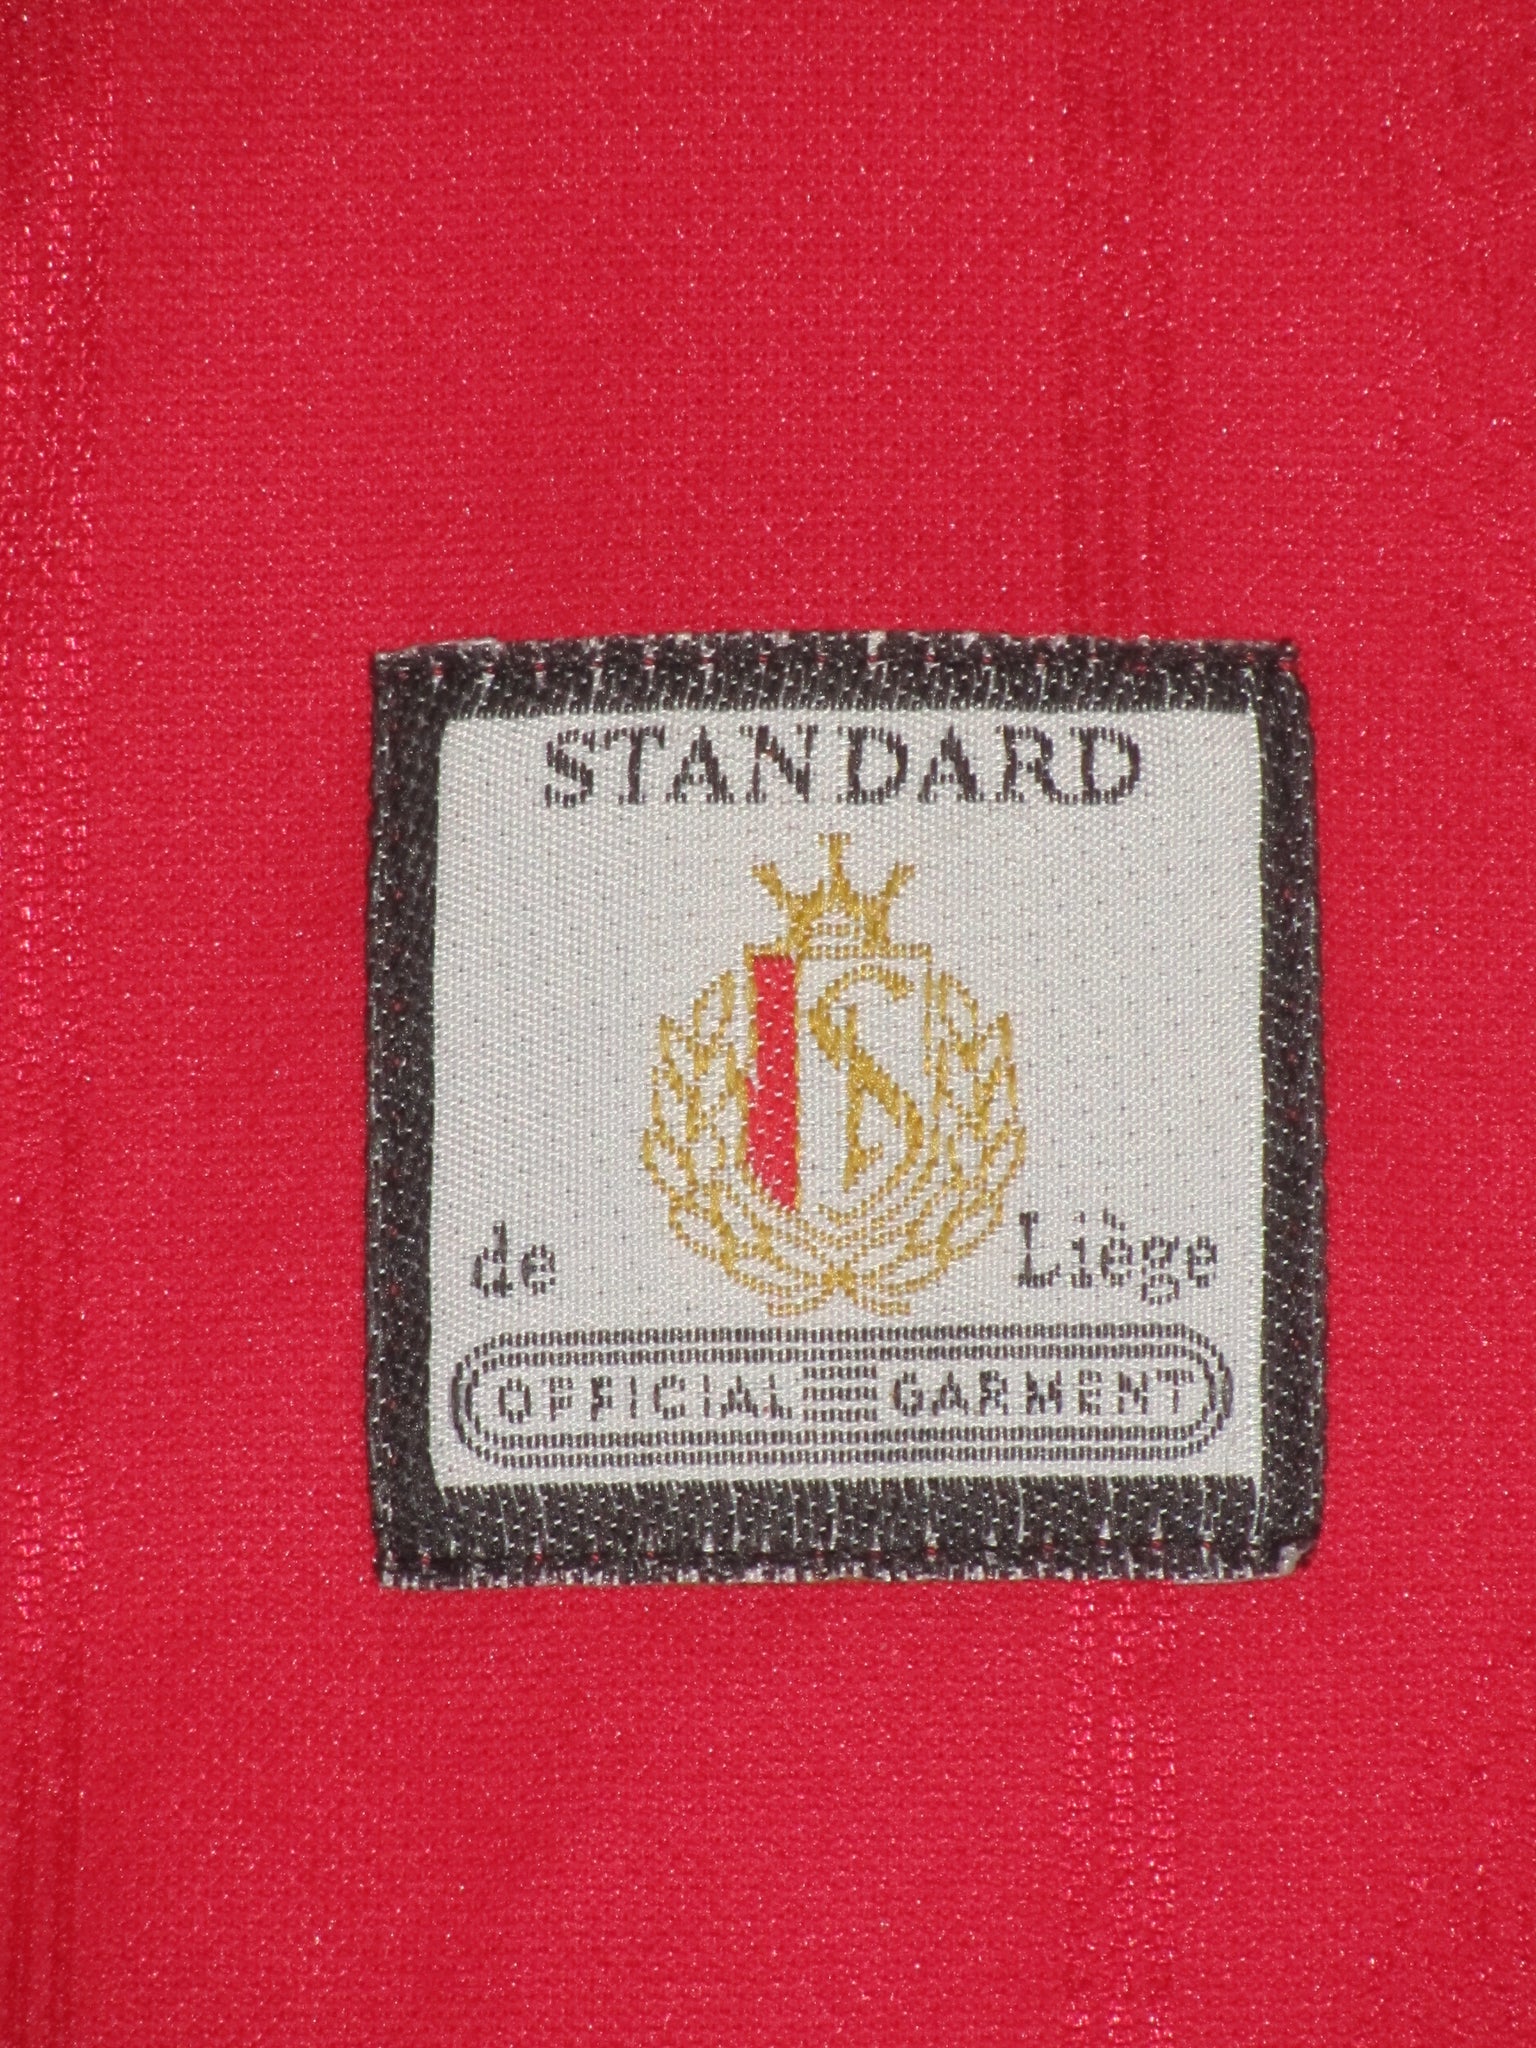 STANDARD
S
de Liège
OFFICIAL GARMENT